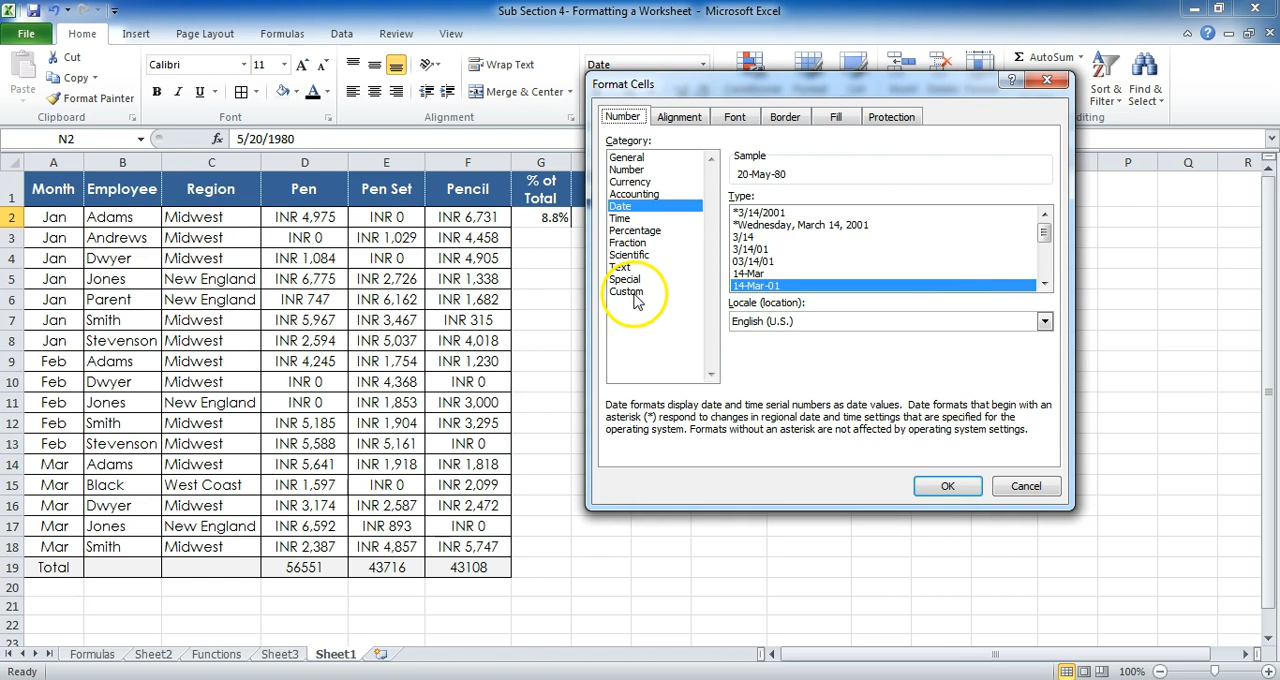 Sub Section 4- Formatting a Worksheet - Microsoft Excel
File Home Insert Page Layout Formulas Data Review View
Cut
Copy
Format Painter
Paste
Clipboard
Calibri 11
B I U A
Font
Wrap Text
Merge & Center
Alignment
Date
AutoSum
Sort & Filter
Find & Select
N2 fx 5/20/1980
A B C D E F G P Q R
1 Month Employee Region Pen Pen Set Pencil % of Total
2 Jan Adams Midwest INR 4,975 INR 0 INR 6,731 8.8%
3 Jan Andrews Midwest INR 0 INR 1,029 INR 4,458
4 Jan Dwyer Midwest INR 1,084 INR 0 INR 4,905
5 Jan Jones New England INR 6,775 INR 2,726 INR 1,338
6 Jan Parent New England INR 747 INR 6,162 INR 1,682
7 Jan Smith Midwest INR 5,967 INR 3,467 INR 315
8 Jan Stevenson Midwest INR 2,594 INR 5,037 INR 4,018
9 Feb Adams Midwest INR 4,245 INR 1,754 INR 1,230
10 Feb Dwyer Midwest INR 0 INR 4,368 INR 0
11 Feb Jones New England INR 0 INR 1,853 INR 3,000
12 Feb Smith Midwest INR 5,185 INR 1,904 INR 3,295
13 Feb Stevenson Midwest INR 5,588 INR 5,161 INR 0
14 Mar Adams Midwest INR 5,641 INR 1,918 INR 1,818
15 Mar Black West Coast INR 1,597 INR 0 INR 2,099
16 Mar Dwyer Midwest INR 3,174 INR 2,587 INR 2,472
17 Mar Jones New England INR 6,592 INR 893 INR 0
18 Mar Smith Midwest INR 2,387 INR 4,857 INR 5,747
19 Total 56551 43716 43108
20
21
22
23
Format Cells
Number Alignment Font Border Fill Protection
Category:
General
Number
Currency
Accounting
Date
Time
Percentage
Fraction
Scientific
Text
Special
Custom
Sample
20-May-80
Type:
*3/14/2001
*Wednesday, March 14, 2001
3/14
3/14/01
03/14/01
14-Mar
14-Mar-01
Locale (location):
English (U.S.)
Date formats display date and time serial numbers as date values. Date formats that begin with
an asterisk (*) respond to changes in regional date and time settings that are specified for the
operating system. Formats without an asterisk are not affected by operating system settings.
OK Cancel
Formulas Sheet2 Functions Sheet3 Sheet1
Ready 100%